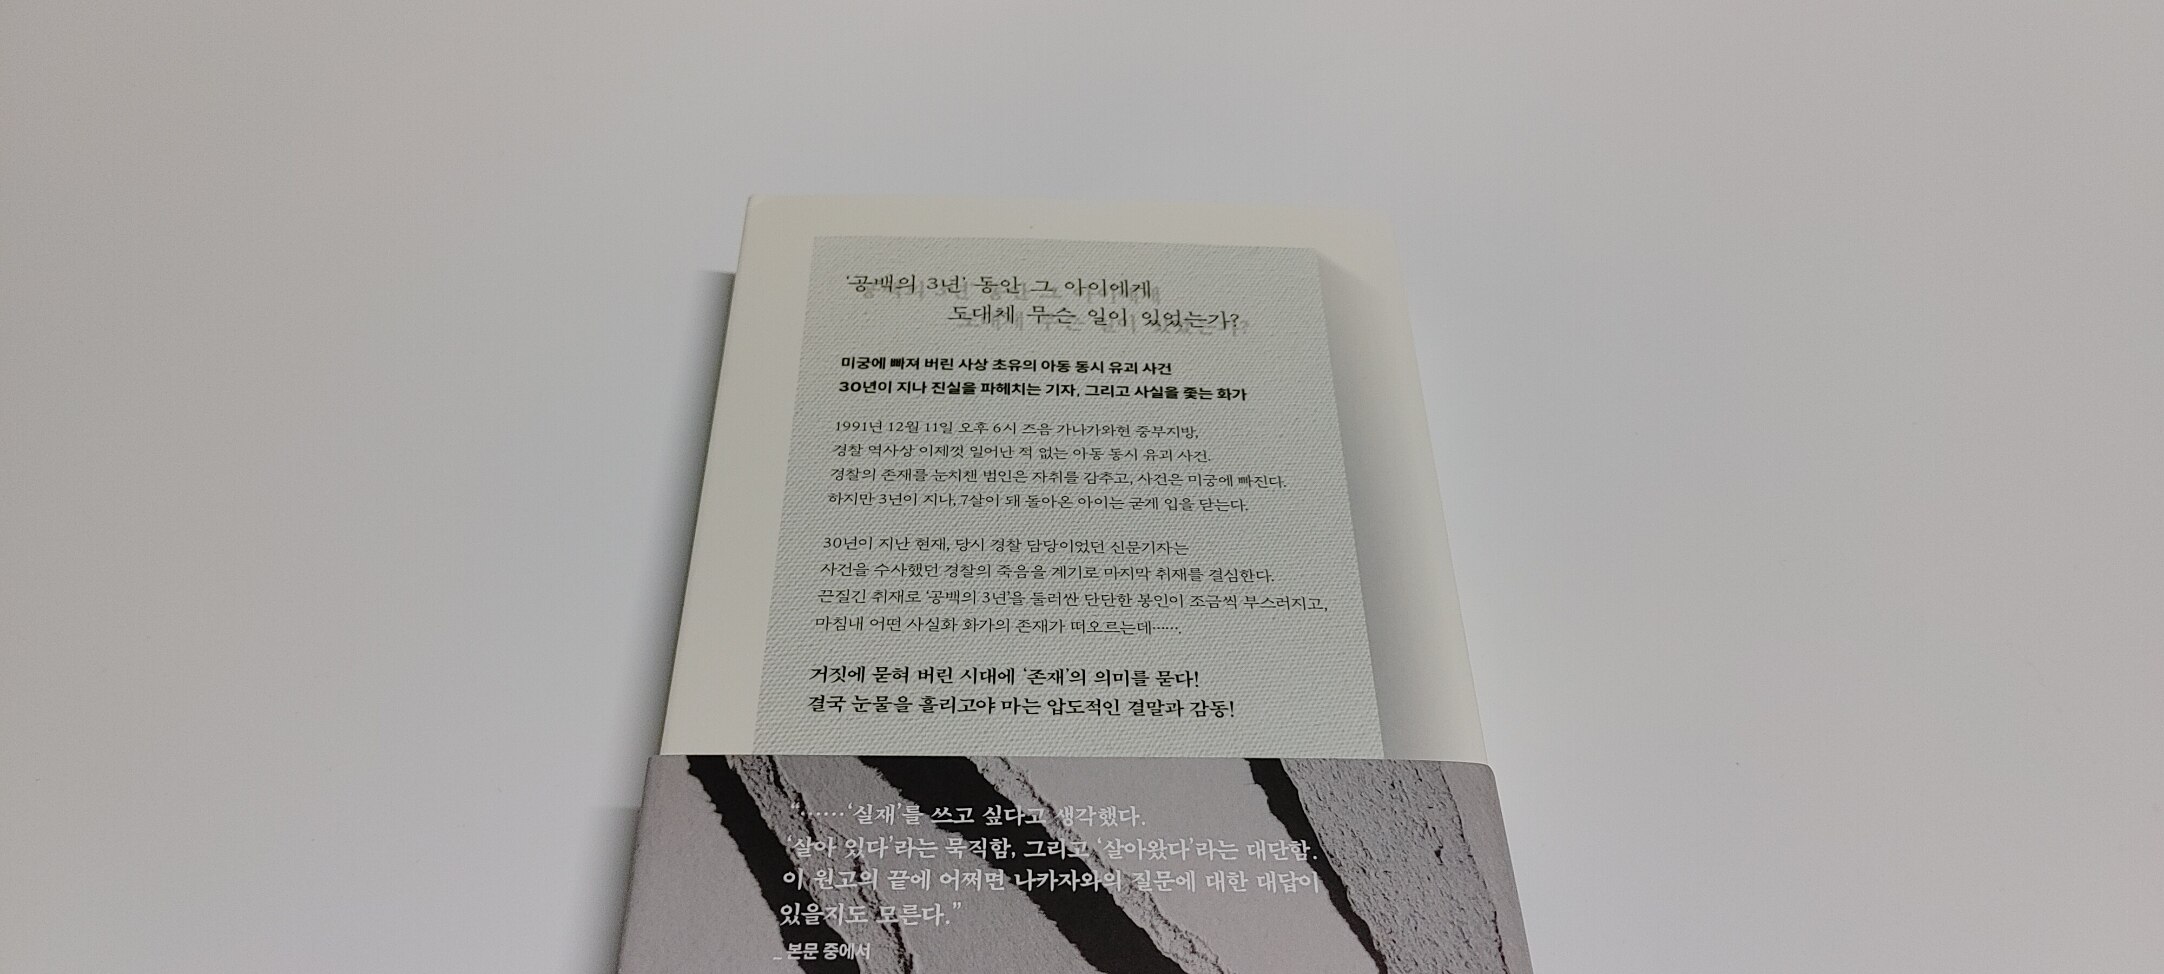 ‘공백의 3년’ 동안 그 아이에게
도대체 무슨 일이 있었는가?
미궁에 빠져 버린 사상 초유의 아동 동시 유괴 사건
30년이 지나 진실을 파헤치는 기자, 그리고 사실을 좇는 화가
1991년 12월 11일 오후 6시 즈음 가나가와현 중부지방,
경찰 역사상 이제껏 일어난 적 없는 아동 동시 유괴 사건.
경찰의 존재를 눈치챈 범인은 자취를 감추고, 사건은 미궁에 빠진다.
하지만 3년이 지나, 7살이 돼 돌아온 아이는 굳게 입을 닫는다.
30년이 지난 현재, 당시 경찰 담당이었던 신문기자는
사건을 수사했던 경찰의 죽음을 계기로 마지막 취재를 결심한다.
끈질긴 취재로 ‘공백의 3년’을 둘러싼 단단한 봉인이 조금씩 부스러지고,
마침내 어떤 사실화 화가의 존재가 떠오르는데…….
거짓에 묻혀 버린 시대에 ‘존재’의 의미를 묻다!
결국 눈물을 흘리고야 마는 압도적인 결말과 감동!
“……‘실재’를 쓰고 싶다고 생각했다.
‘살아 있다’라는 묵직함, 그리고 ‘살아왔다’라는 대단함.
이 원고의 끝에 어쩌면 나카자와의 질문에 대한 대답이
있을지도 모른다.”
_ 본문 중에서